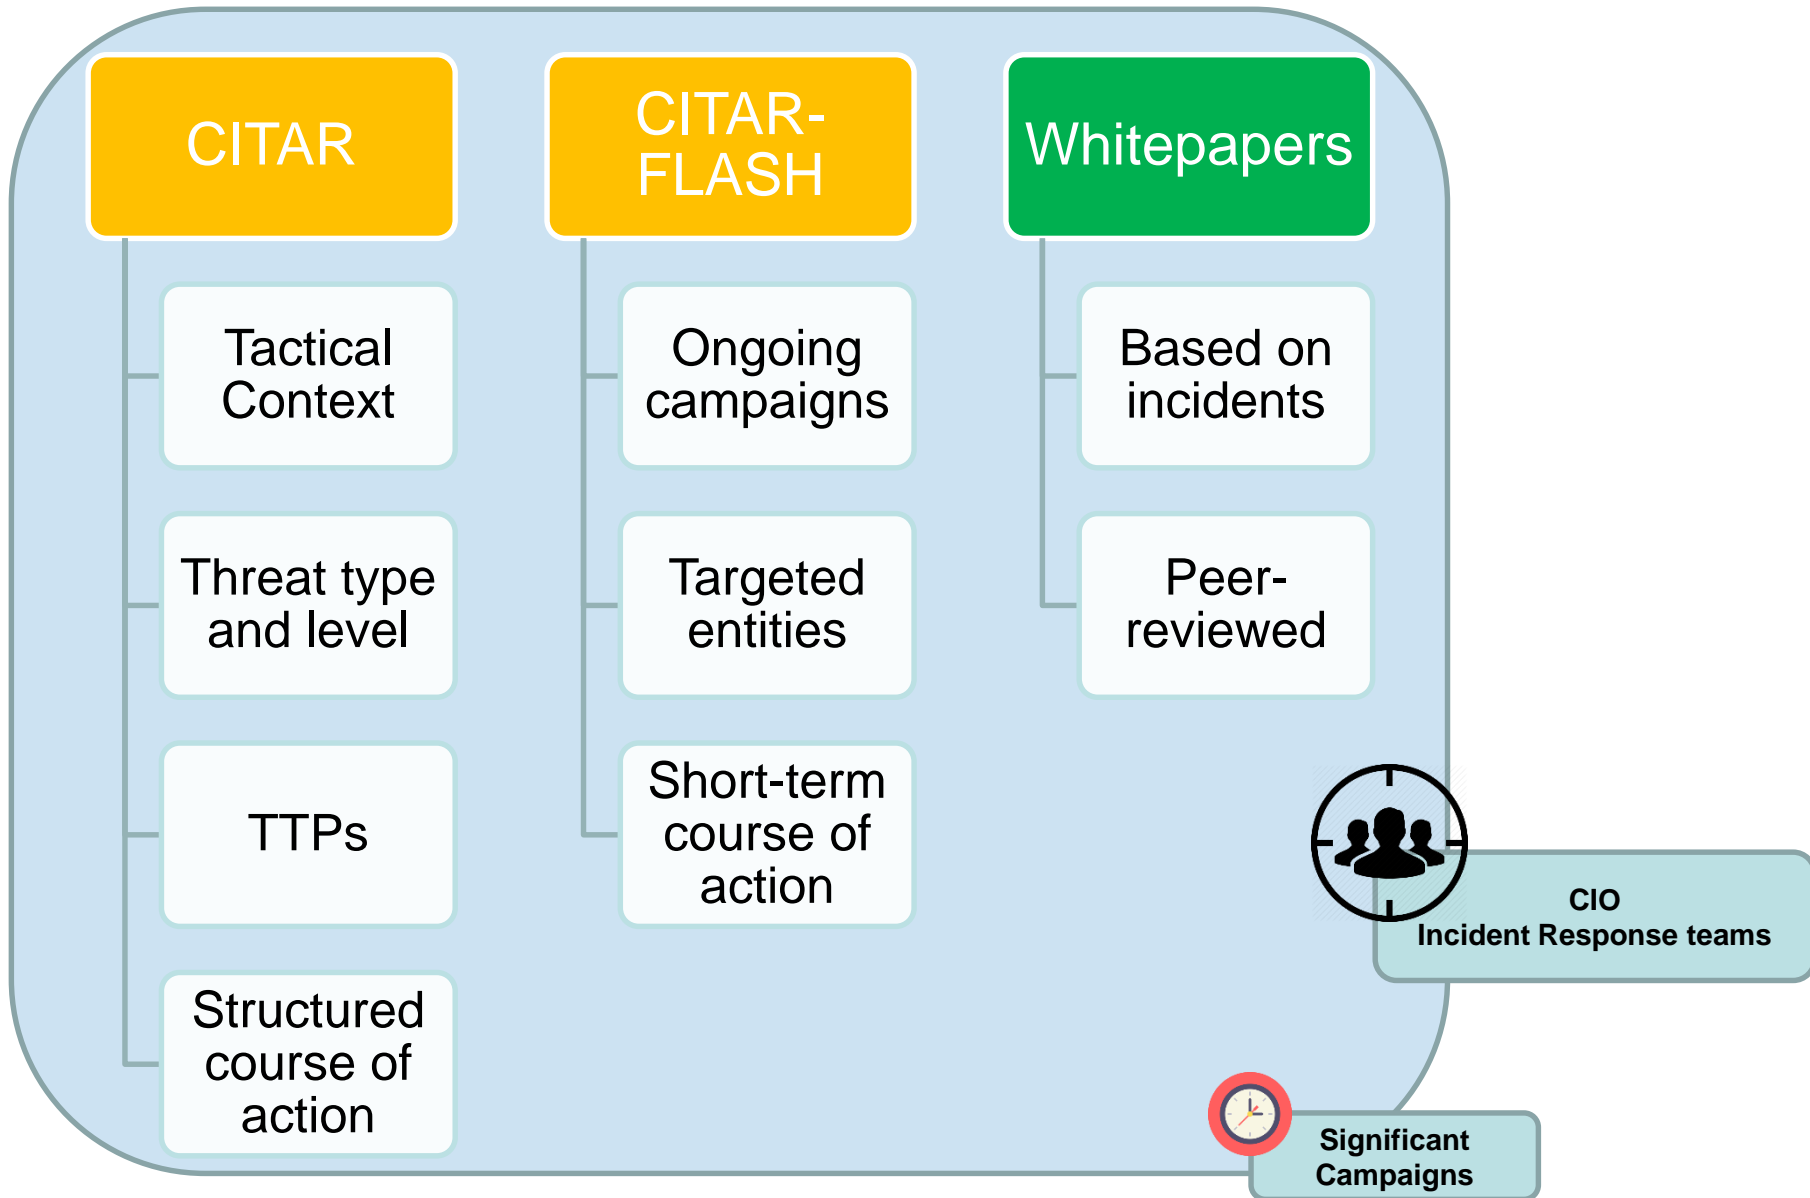 CITAR
Tactical
Context
Threat type
and level
TTPs
Structured
course of
action
CITAR-
FLASH
Ongoing
campaigns
Targeted
entities
Short-term
course of
action
Whitepapers
Based on
incidents
Peer-
reviewed
CIO
Incident Response teams
Significant
Campaigns